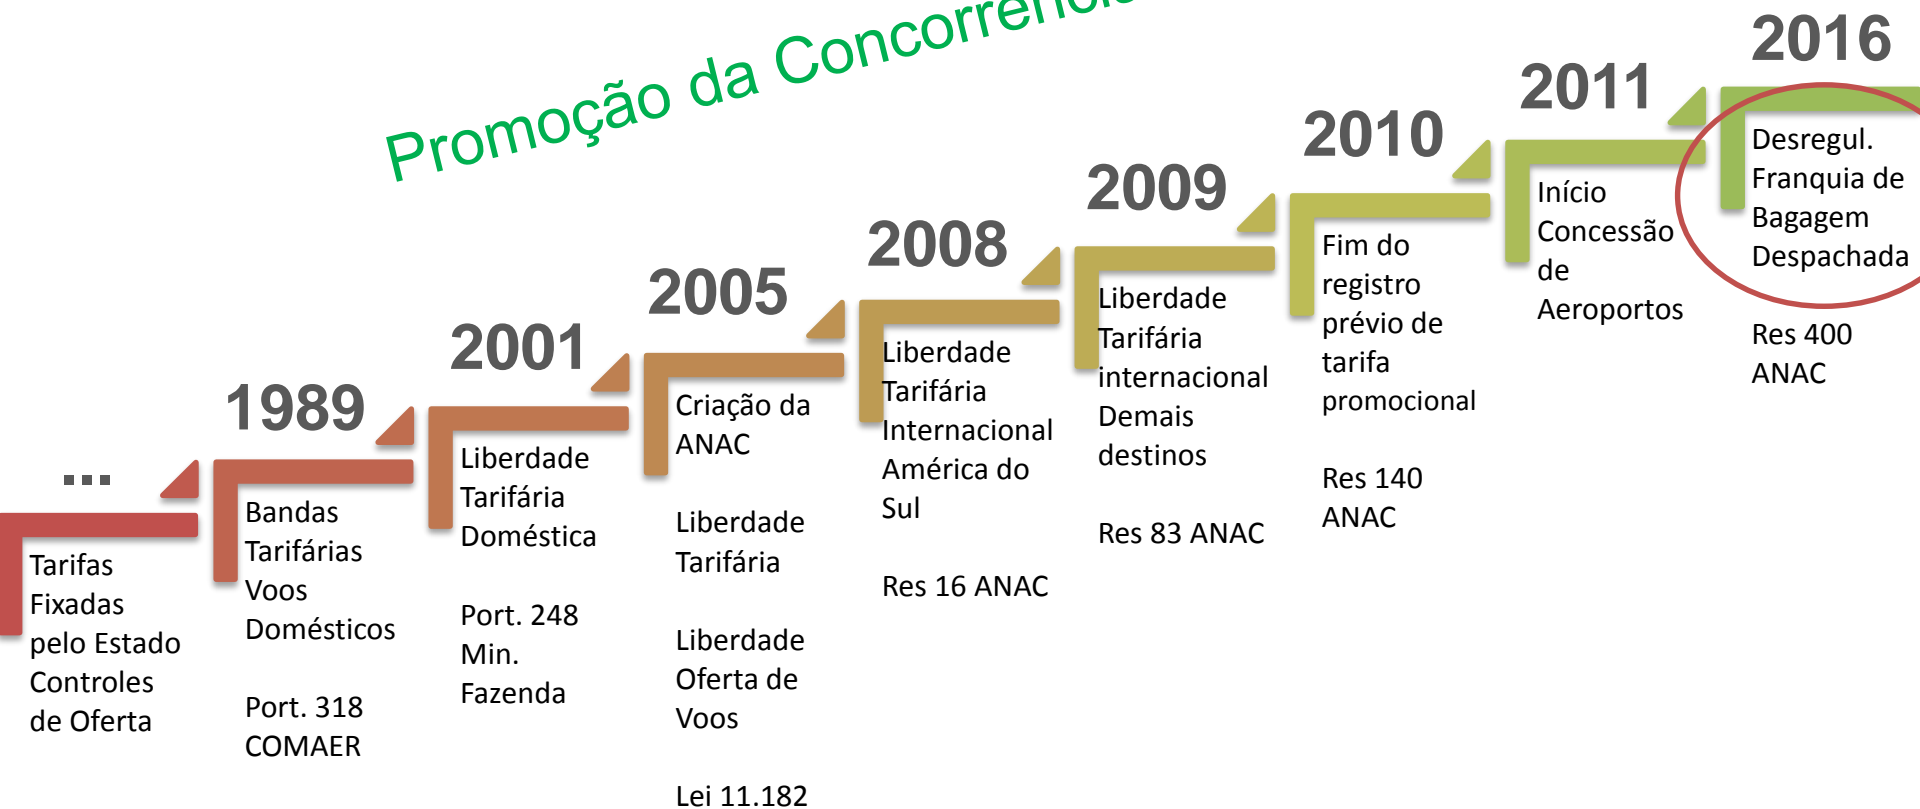 Promoção da Concorrência
...
Tarifas
Fixadas
pelo Estado
Controles
de Oferta
1989
Bandas
Tarifárias
Voos
Domésticos
Port. 318
COMAER
2001
Liberdade
Tarifária
Doméstica
Port. 248
Min.
Fazenda
2005
Criação da
ANAC
Liberdade
Tarifária
Liberdade
Oferta de
Voos
Lei 11.182
2008
Liberdade
Tarifária
Internacional
América do
Sul
Res 16 ANAC
2009
Liberdade
Tarifária
internacional
Demais
destinos
Res 83 ANAC
2010
Fim do
registro
prévio de
tarifa
promocional
Res 140
ANAC
2011
Início
Concessão
de
Aeroportos
2016
Desregul.
Franquia de
Bagagem
Despachada
Res 400
ANAC